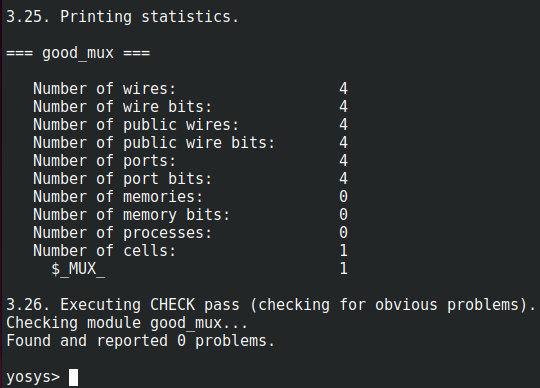 3.25. Printing statistics.
=== good_mux ===
Number of wires: 4
Number of wire bits: 4
Number of public wires: 4
Number of public wire bits: 4
Number of ports: 4
Number of port bits: 4
Number of memories: 0
Number of memory bits: 0
Number of processes: 0
Number of cells: 1
$_MUX_ 1
3.26. Executing CHECK pass (checking for obvious problems).
Checking module good_mux...
Found and reported 0 problems.
yosys>